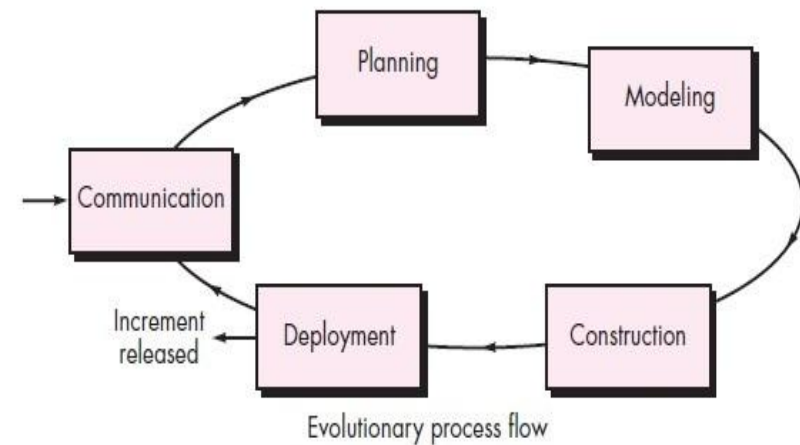 Planning
Modeling
Communication
Increment
released
Deployment
Construction
Evolutionary process flow